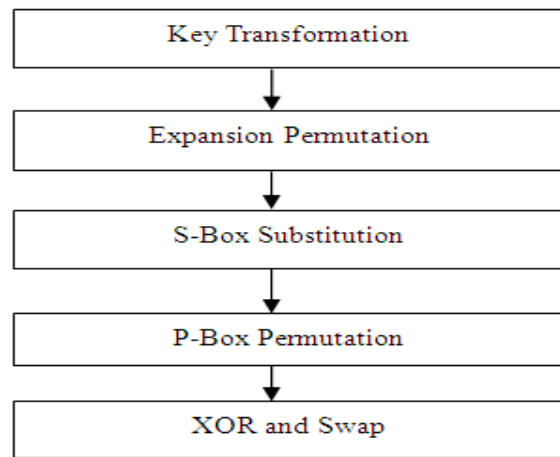 Key Transformation
Expansion Permutation
S-Box Substitution
P-Box Permutation
XOR and Swap